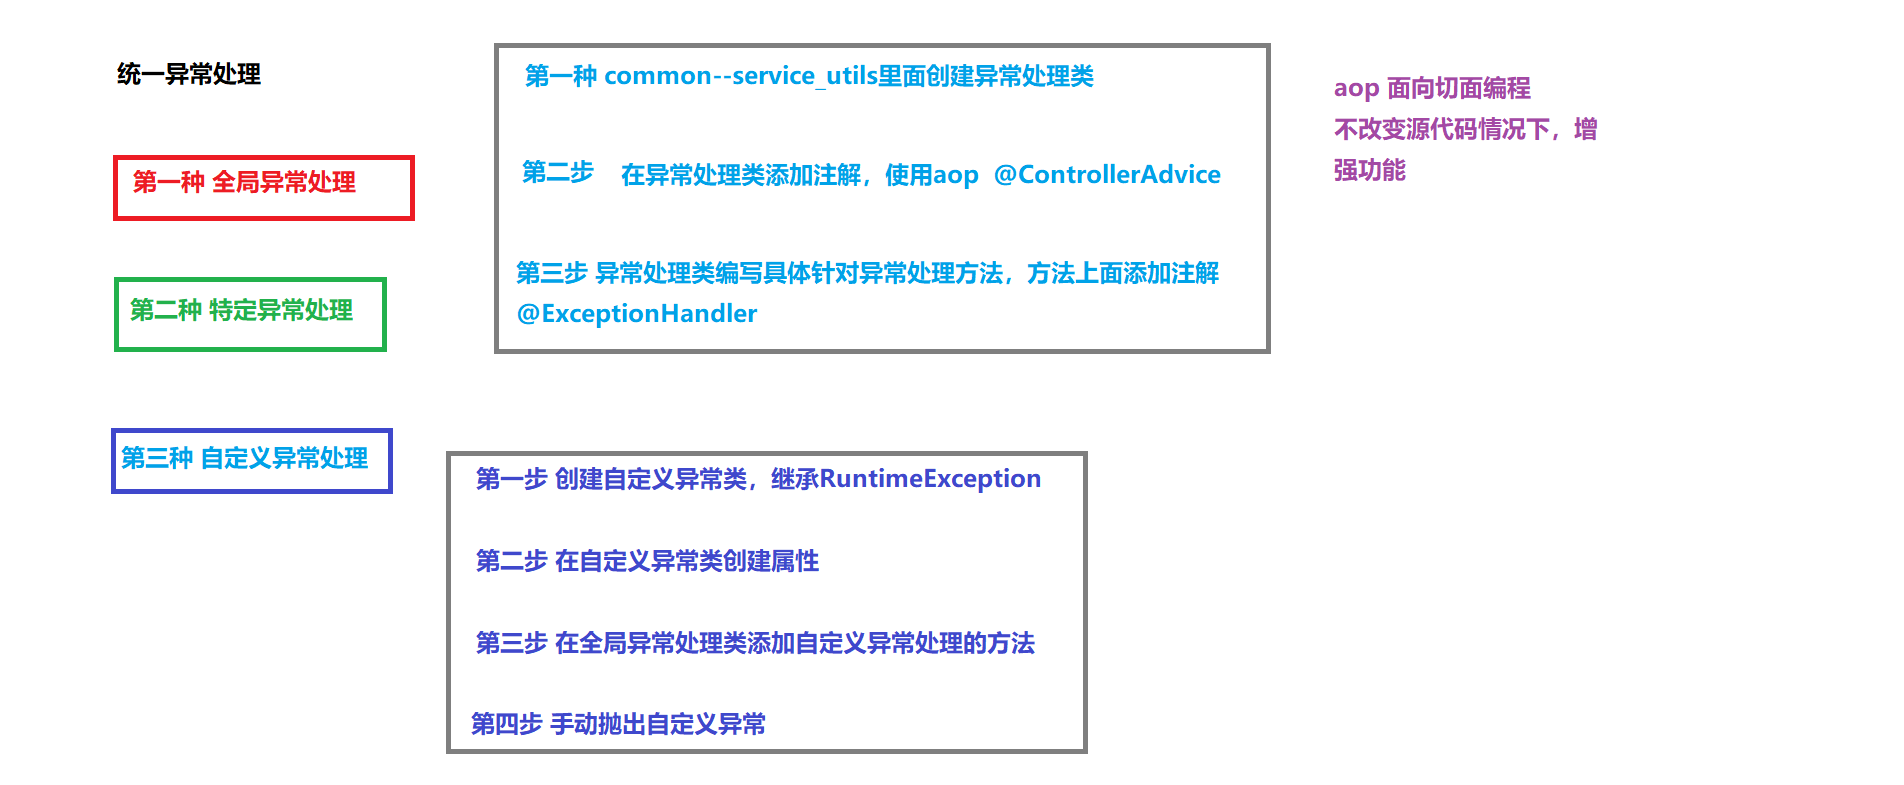 统一异常处理
第一种 全局异常处理
第二种 特定异常处理
第三种 自定义异常处理
第一种 common--service_utils里面创建异常处理类
第二步 在异常处理类添加注解，使用aop @ControllerAdvice
第三步 异常处理类编写具体针对异常处理方法，方法上面添加注解
@ExceptionHandler
aop 面向切面编程
不改变源代码情况下，增
强功能
第一步 创建自定义异常类，继承RuntimeException
第二步 在自定义异常类创建属性
第三步 在全局异常处理类添加自定义异常处理的方法
第四步 手动抛出自定义异常